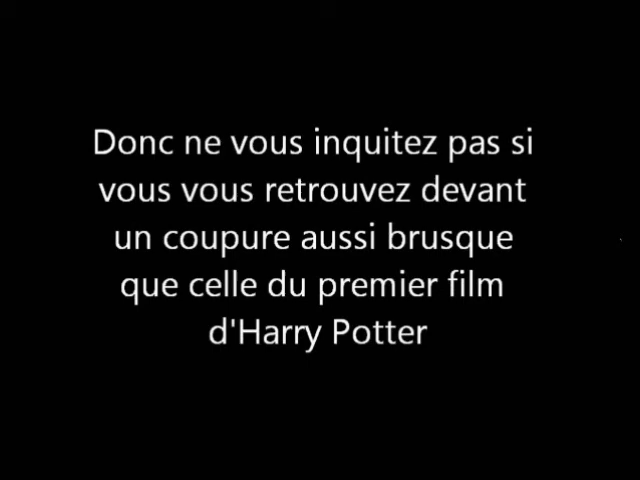 Donc ne vous inquitez pas si
vous vous retrouvez devant
un coupure aussi brusque
que celle du premier film
d'Harry Potter